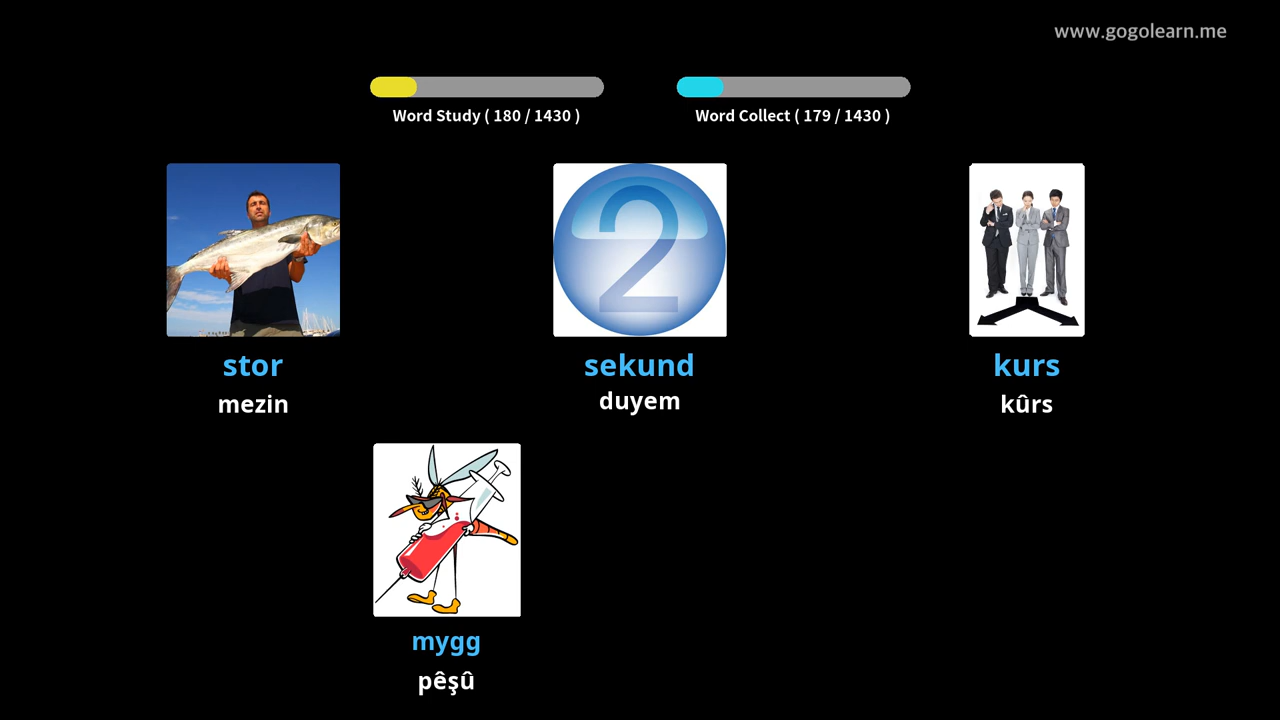 www.gogolearn.me
Word Study ( 180 / 1430 )
Word Collect ( 179 / 1430 )
2
stor
sekund
kurs
mezin
duyem
kûrs
mygg
pêşû